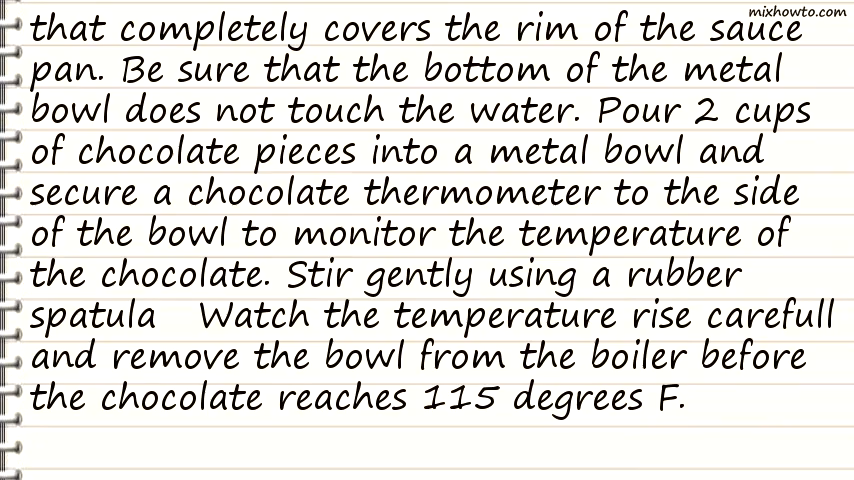 mixhowto.com
that completely covers the rim of the sauce
pan. Be sure that the bottom of the metal
bowl does not touch the water. Pour 2 cups
of chocolate pieces into a metal bowl and
secure a chocolate thermometer to the side
of the bowl to monitor the temperature of
the chocolate. Stir gently using a rubber
spatula Watch the temperature rise carefull
and remove the bowl from the boiler before
the chocolate reaches 115 degrees F.